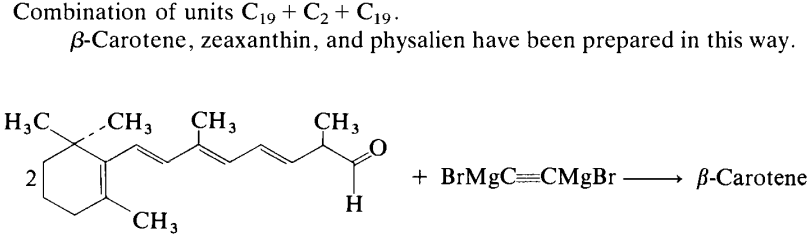 Combination of units C₁₉ + C₂ + C₁₉.
β-Carotene, zeaxanthin, and physalien have been prepared in this way.
H₃C CH₃ CH₃ CH₃
O
2 + BrMgC≡CMgBr ⟶ β-Carotene
H
CH₃